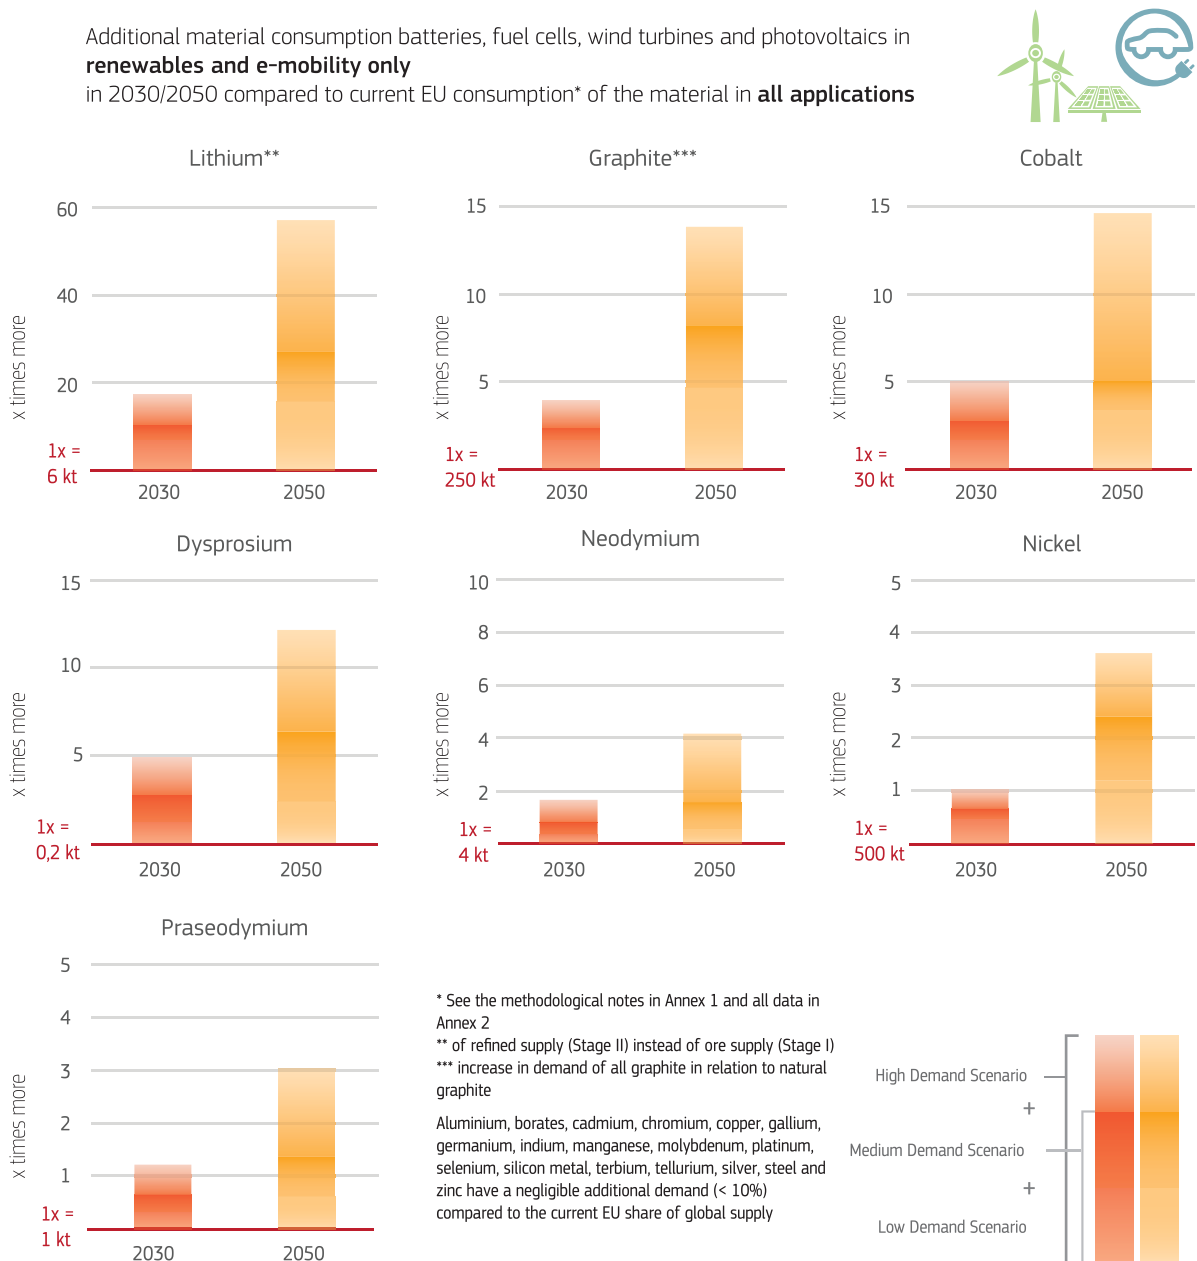 Additional material consumption batteries, fuel cells, wind turbines and photovoltaics in
renewables and e-mobility only
in 2030/2050 compared to current EU consumption* of the material in all applications
Lithium**
60
40
20
x times more
1x =
6 kt
2030
2050
Graphite***
15
10
5
x times more
1x =
250 kt
2030
2050
Cobalt
15
10
5
x times more
1x =
30 kt
2030
2050
Dysprosium
15
10
5
x times more
1x =
0,2 kt
2030
2050
Neodymium
10
8
6
4
2
x times more
1x =
4 kt
2030
2050
Nickel
5
4
3
2
1
x times more
1x =
500 kt
2030
2050
Praseodymium
5
4
3
2
1
x times more
1x =
1 kt
2030
2050
* See the methodological notes in Annex 1 and all data in
Annex 2
** of refined supply (Stage II) instead of ore supply (Stage I)
*** increase in demand of all graphite in relation to natural
graphite
Aluminium, borates, cadmium, chromium, copper, gallium,
germanium, indium, manganese, molybdenum, platinum,
selenium, silicon metal, terbium, tellurium, silver, steel and
zinc have a negligible additional demand (< 10%)
compared to the current EU share of global supply
High Demand Scenario
+
Medium Demand Scenario
+
Low Demand Scenario